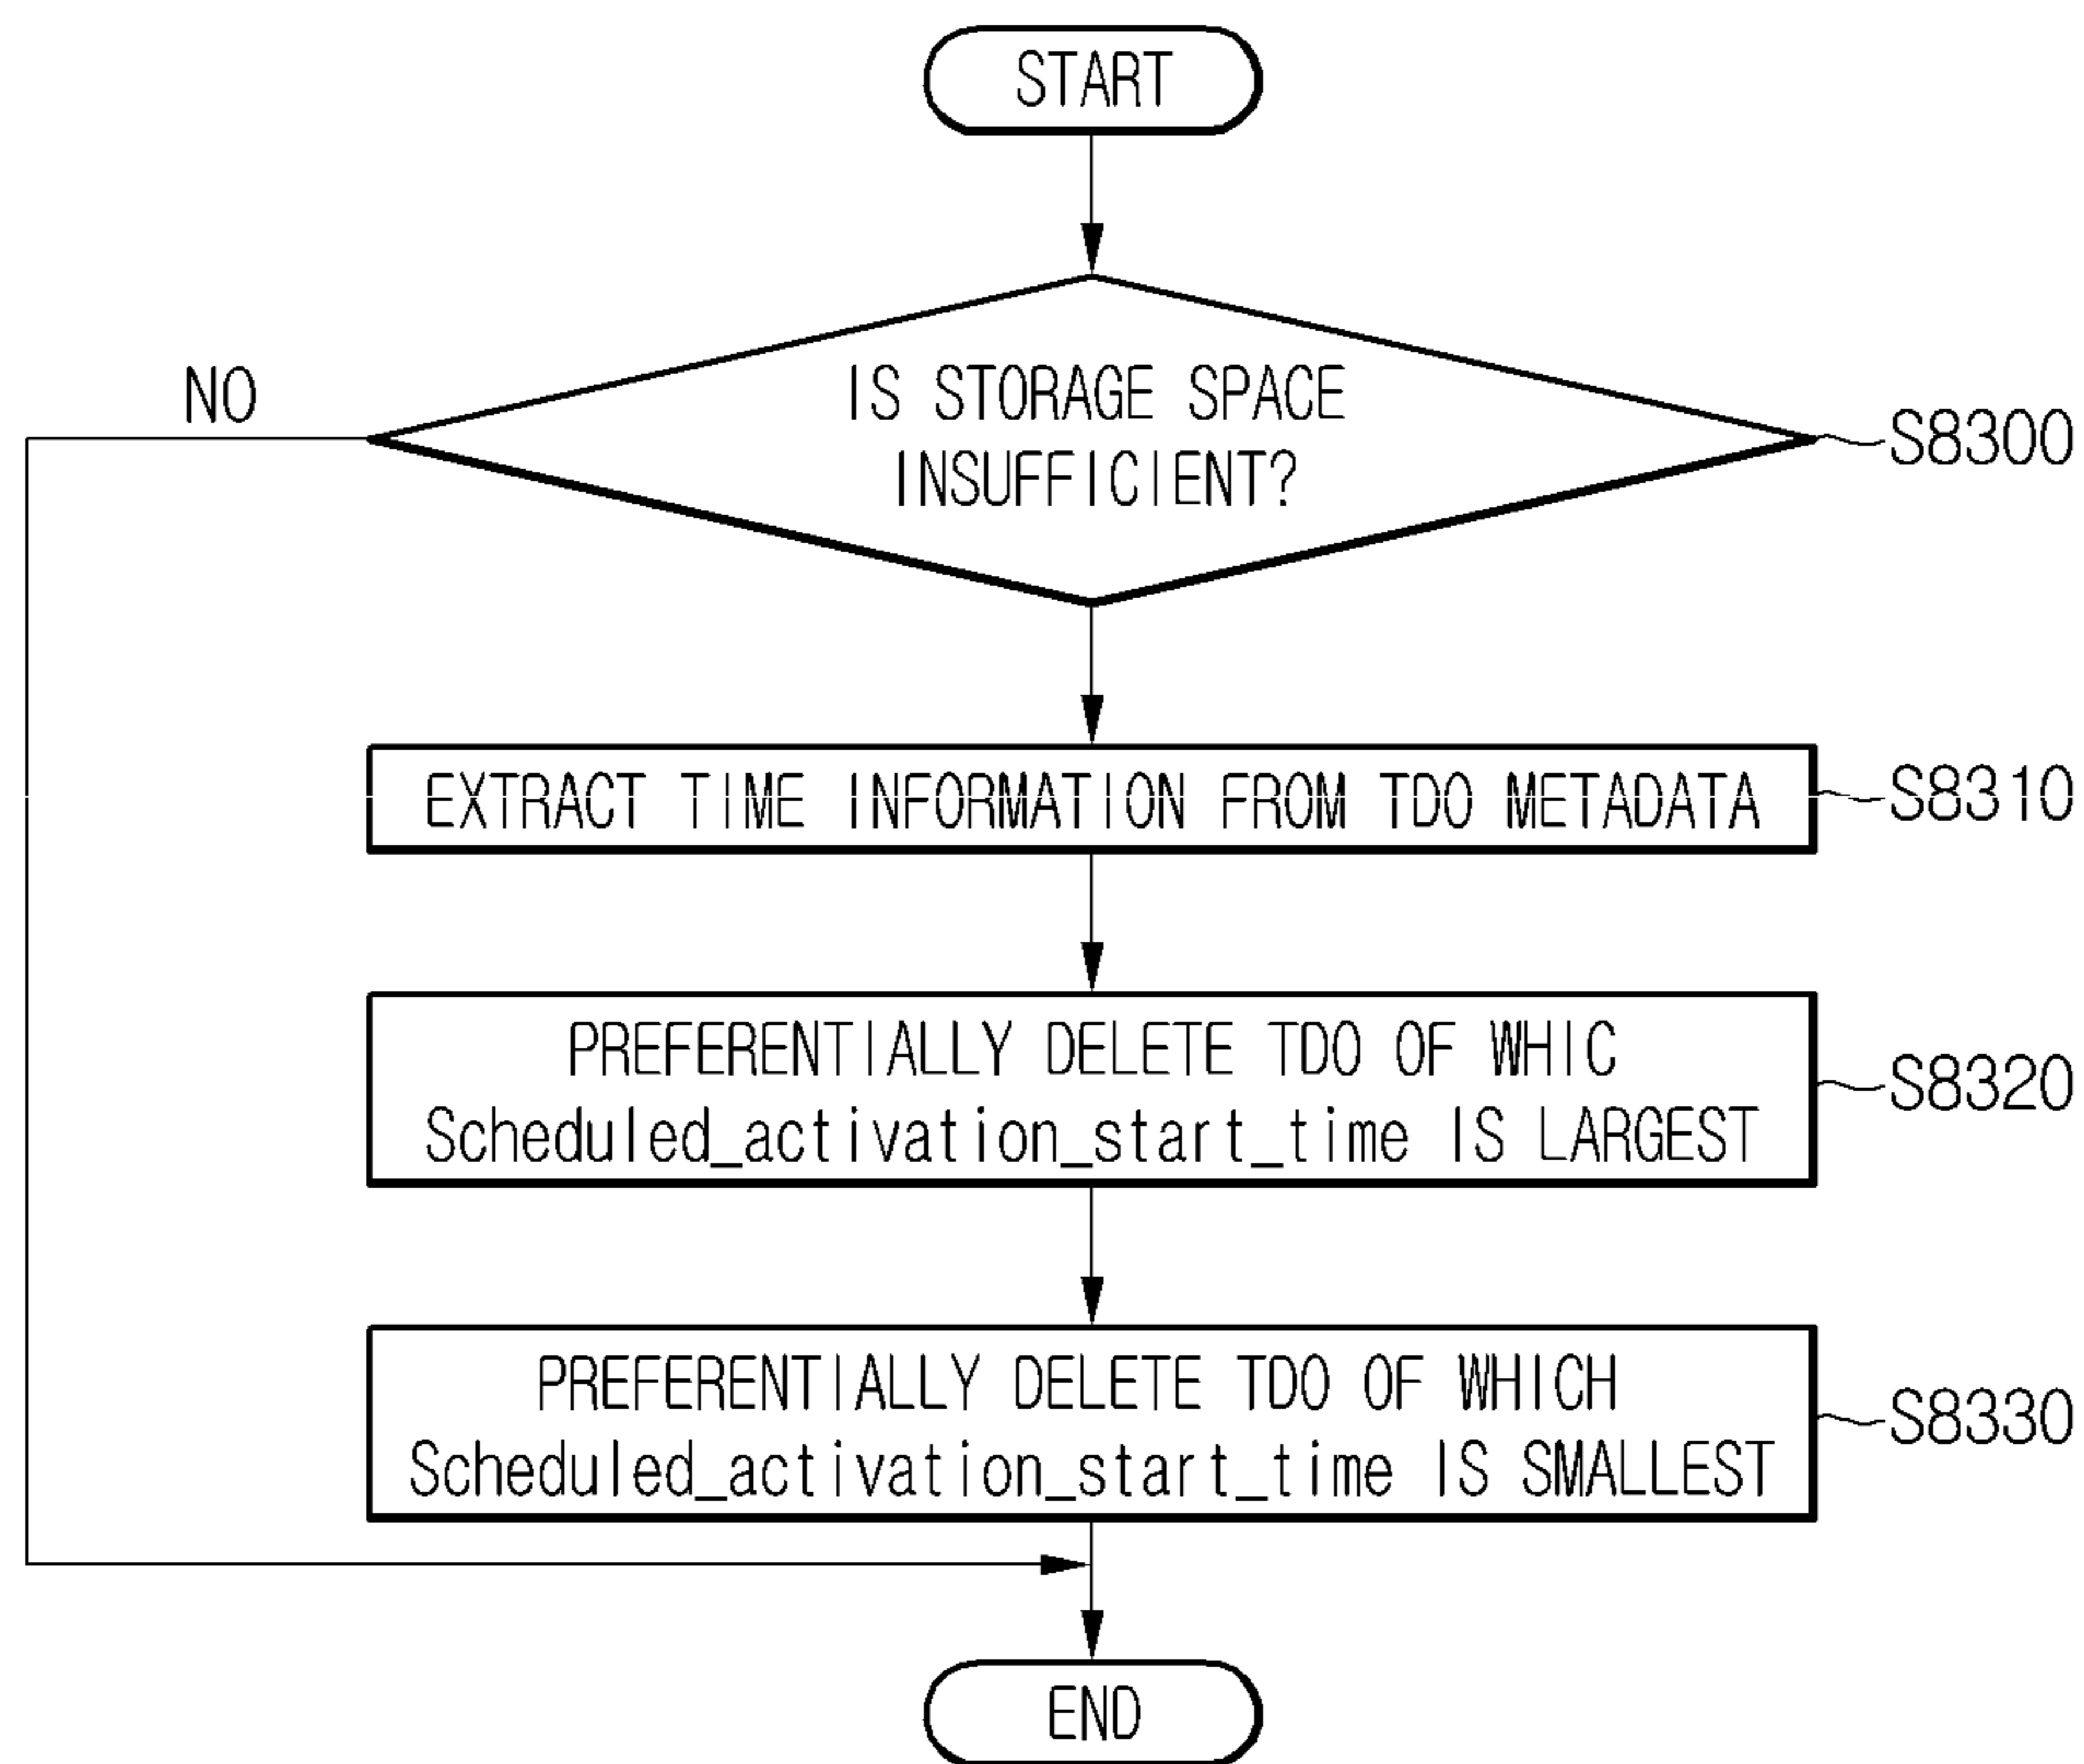 START
NO
IS STORAGE SPACE
INSUFFICIENT?
S8300
EXTRACT TIME INFORMATION FROM TDO METADATA
S8310
PREFERENTIALLY DELETE TDO OF WHIC
Scheduled_activation_start_time IS LARGEST
S8320
PREFERENTIALLY DELETE TDO OF WHICH
Scheduled_activation_start_time IS SMALLEST
S8330
END